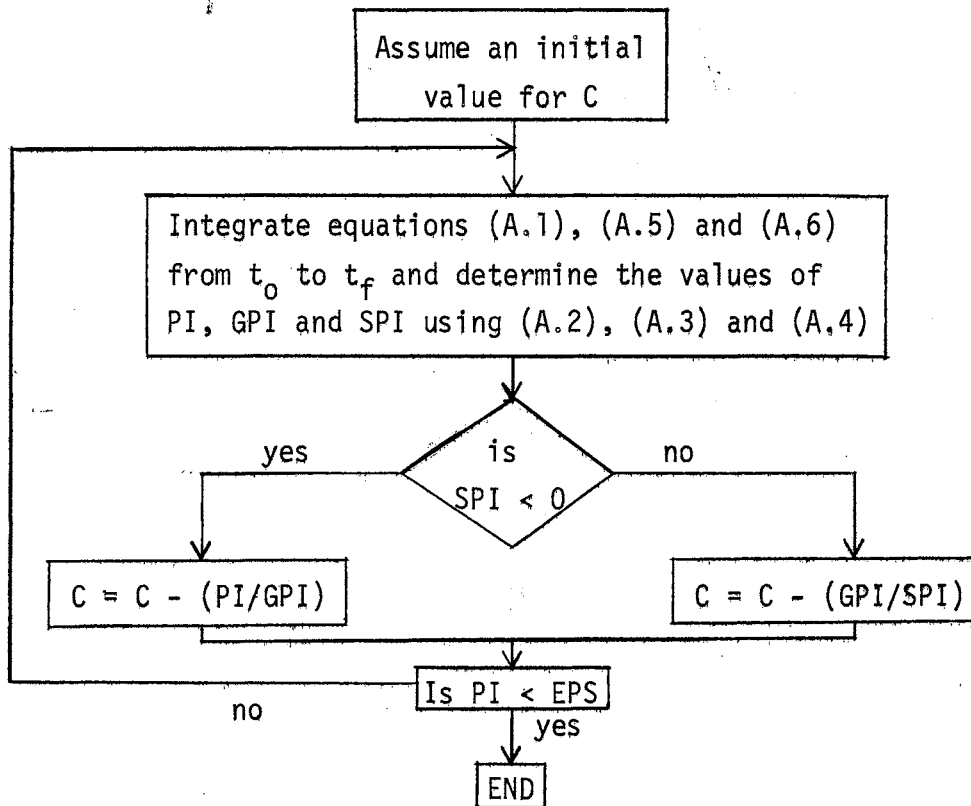 Assume an initial
value for C
Integrate equations (A.1), (A.5) and (A.6)
from to to tf and determine the values of
PI, GPI and SPI using (A.2), (A.3) and (A.4)
yes
is
no
SPI < 0
C = C - (PI/GPI)
C = C - (GPI/SPI)
Is PI < EPS
no
yes
END